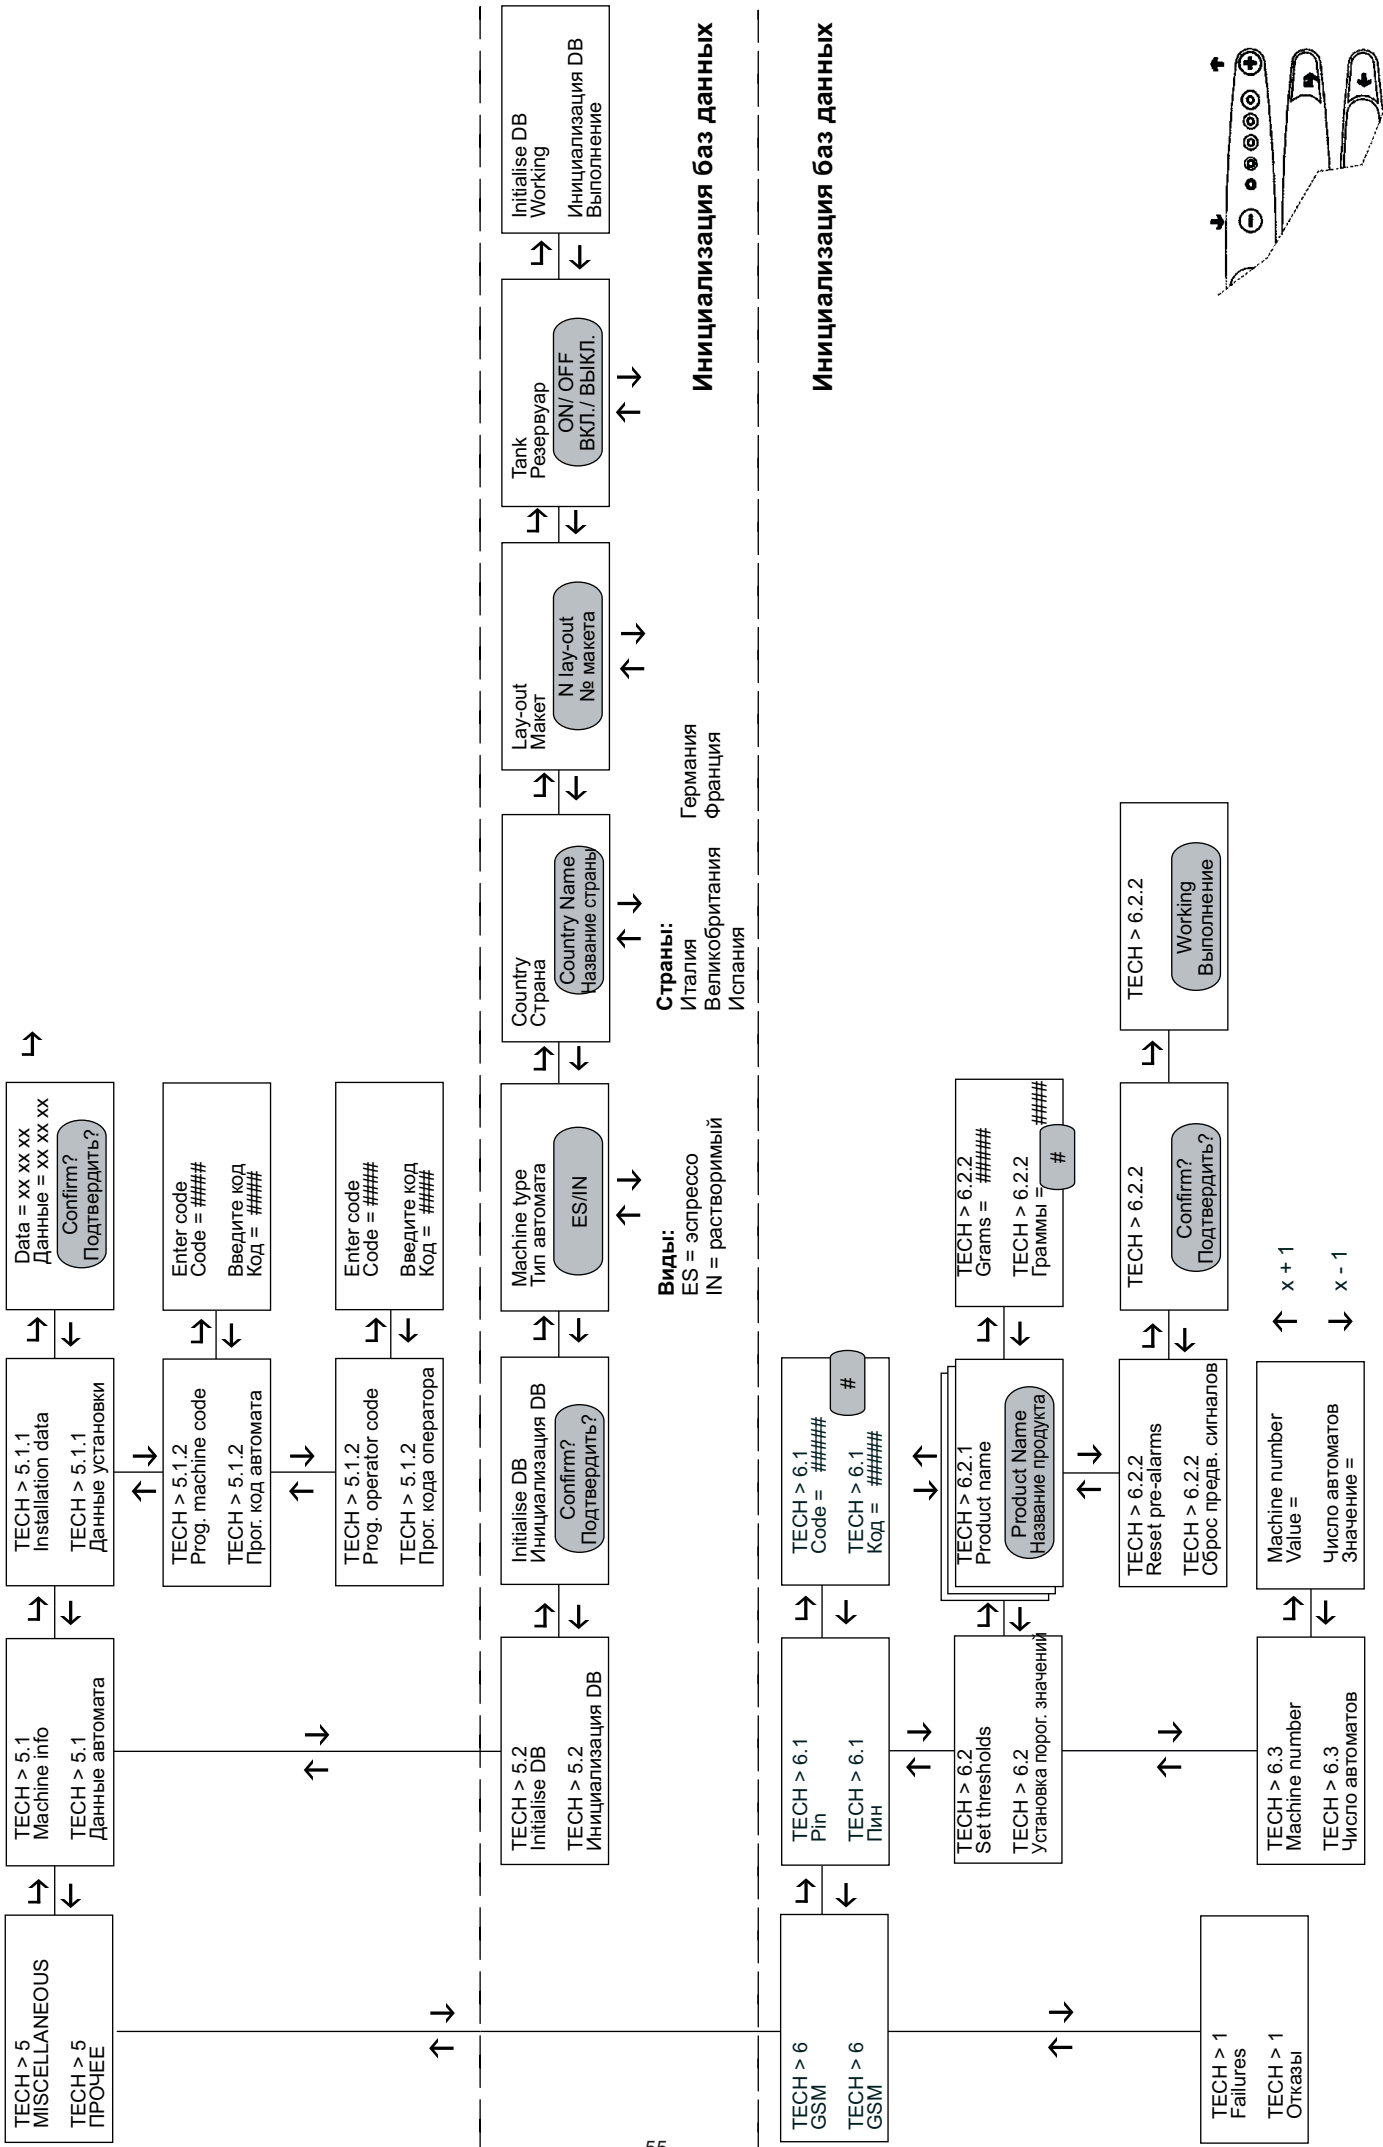 TECH > 5
MISCELLANEOUS
TECH > 5
ПРОЧЕЕ
TECH > 5.1
Machine info
TECH > 5.1
Данные автомата
TECH > 5.1.1
Installation data
TECH > 5.1.1
Данные установки
Data = xx xx xx
Данные = xx xx xx
Confirm?
Подтвердить?
TECH > 5.1.2
Prog. machine code
TECH > 5.1.2
Прог. код автомата
Enter code
Code = ####
Введите код
Код = ####
TECH > 5.1.2
Prog. operator code
TECH > 5.1.2
Прог. кода оператора
Enter code
Code = ####
Введите код
Код = ####
TECH > 5.2
Initialise DB
TECH > 5.2
Инициализация DB
Initialise DB
Инициализация DB
Confirm?
Подтвердить?
Machine type
Тип автомата
ES/IN
Country
Страна
Country Name
Название страны
Lay-out
Макет
N lay-out
№ макета
Tank
Резервуар
ON/ OFF
ВКЛ./ ВЫКЛ.
Initialise DB
Working
Инициализация DB
Выполнение
Виды:
ES = эспрессо
IN = растворимый
Страны:
Италия Германия
Великобритания Франция
Испания
Инициализация баз данных
Инициализация баз данных
TECH > 6
GSM
TECH > 6
GSM
TECH > 6.1
Pin
TECH > 6.1
Пин
TECH > 6.1
Code = #####
TECH > 6.1
Код = #####
#
TECH > 6.2
Set thresholds
TECH > 6.2
Установка порог. значений
TECH > 6.2.1
Product name
Product Name
Название продукта
TECH > 6.2.2
Grams = #####
TECH > 6.2.2
Граммы = ####
#
TECH > 6.2.2
Reset pre-alarms
TECH > 6.2.2
Сброс предв. сигналов
TECH > 6.2.2
Confirm?
Подтвердить?
TECH > 6.2.2
Working
Выполнение
TECH > 1
Failures
TECH > 1
Отказы
TECH > 6.3
Machine number
TECH > 6.3
Число автоматов
Machine number
Value =
Число автоматов
Значение =
x + 1
x - 1
55